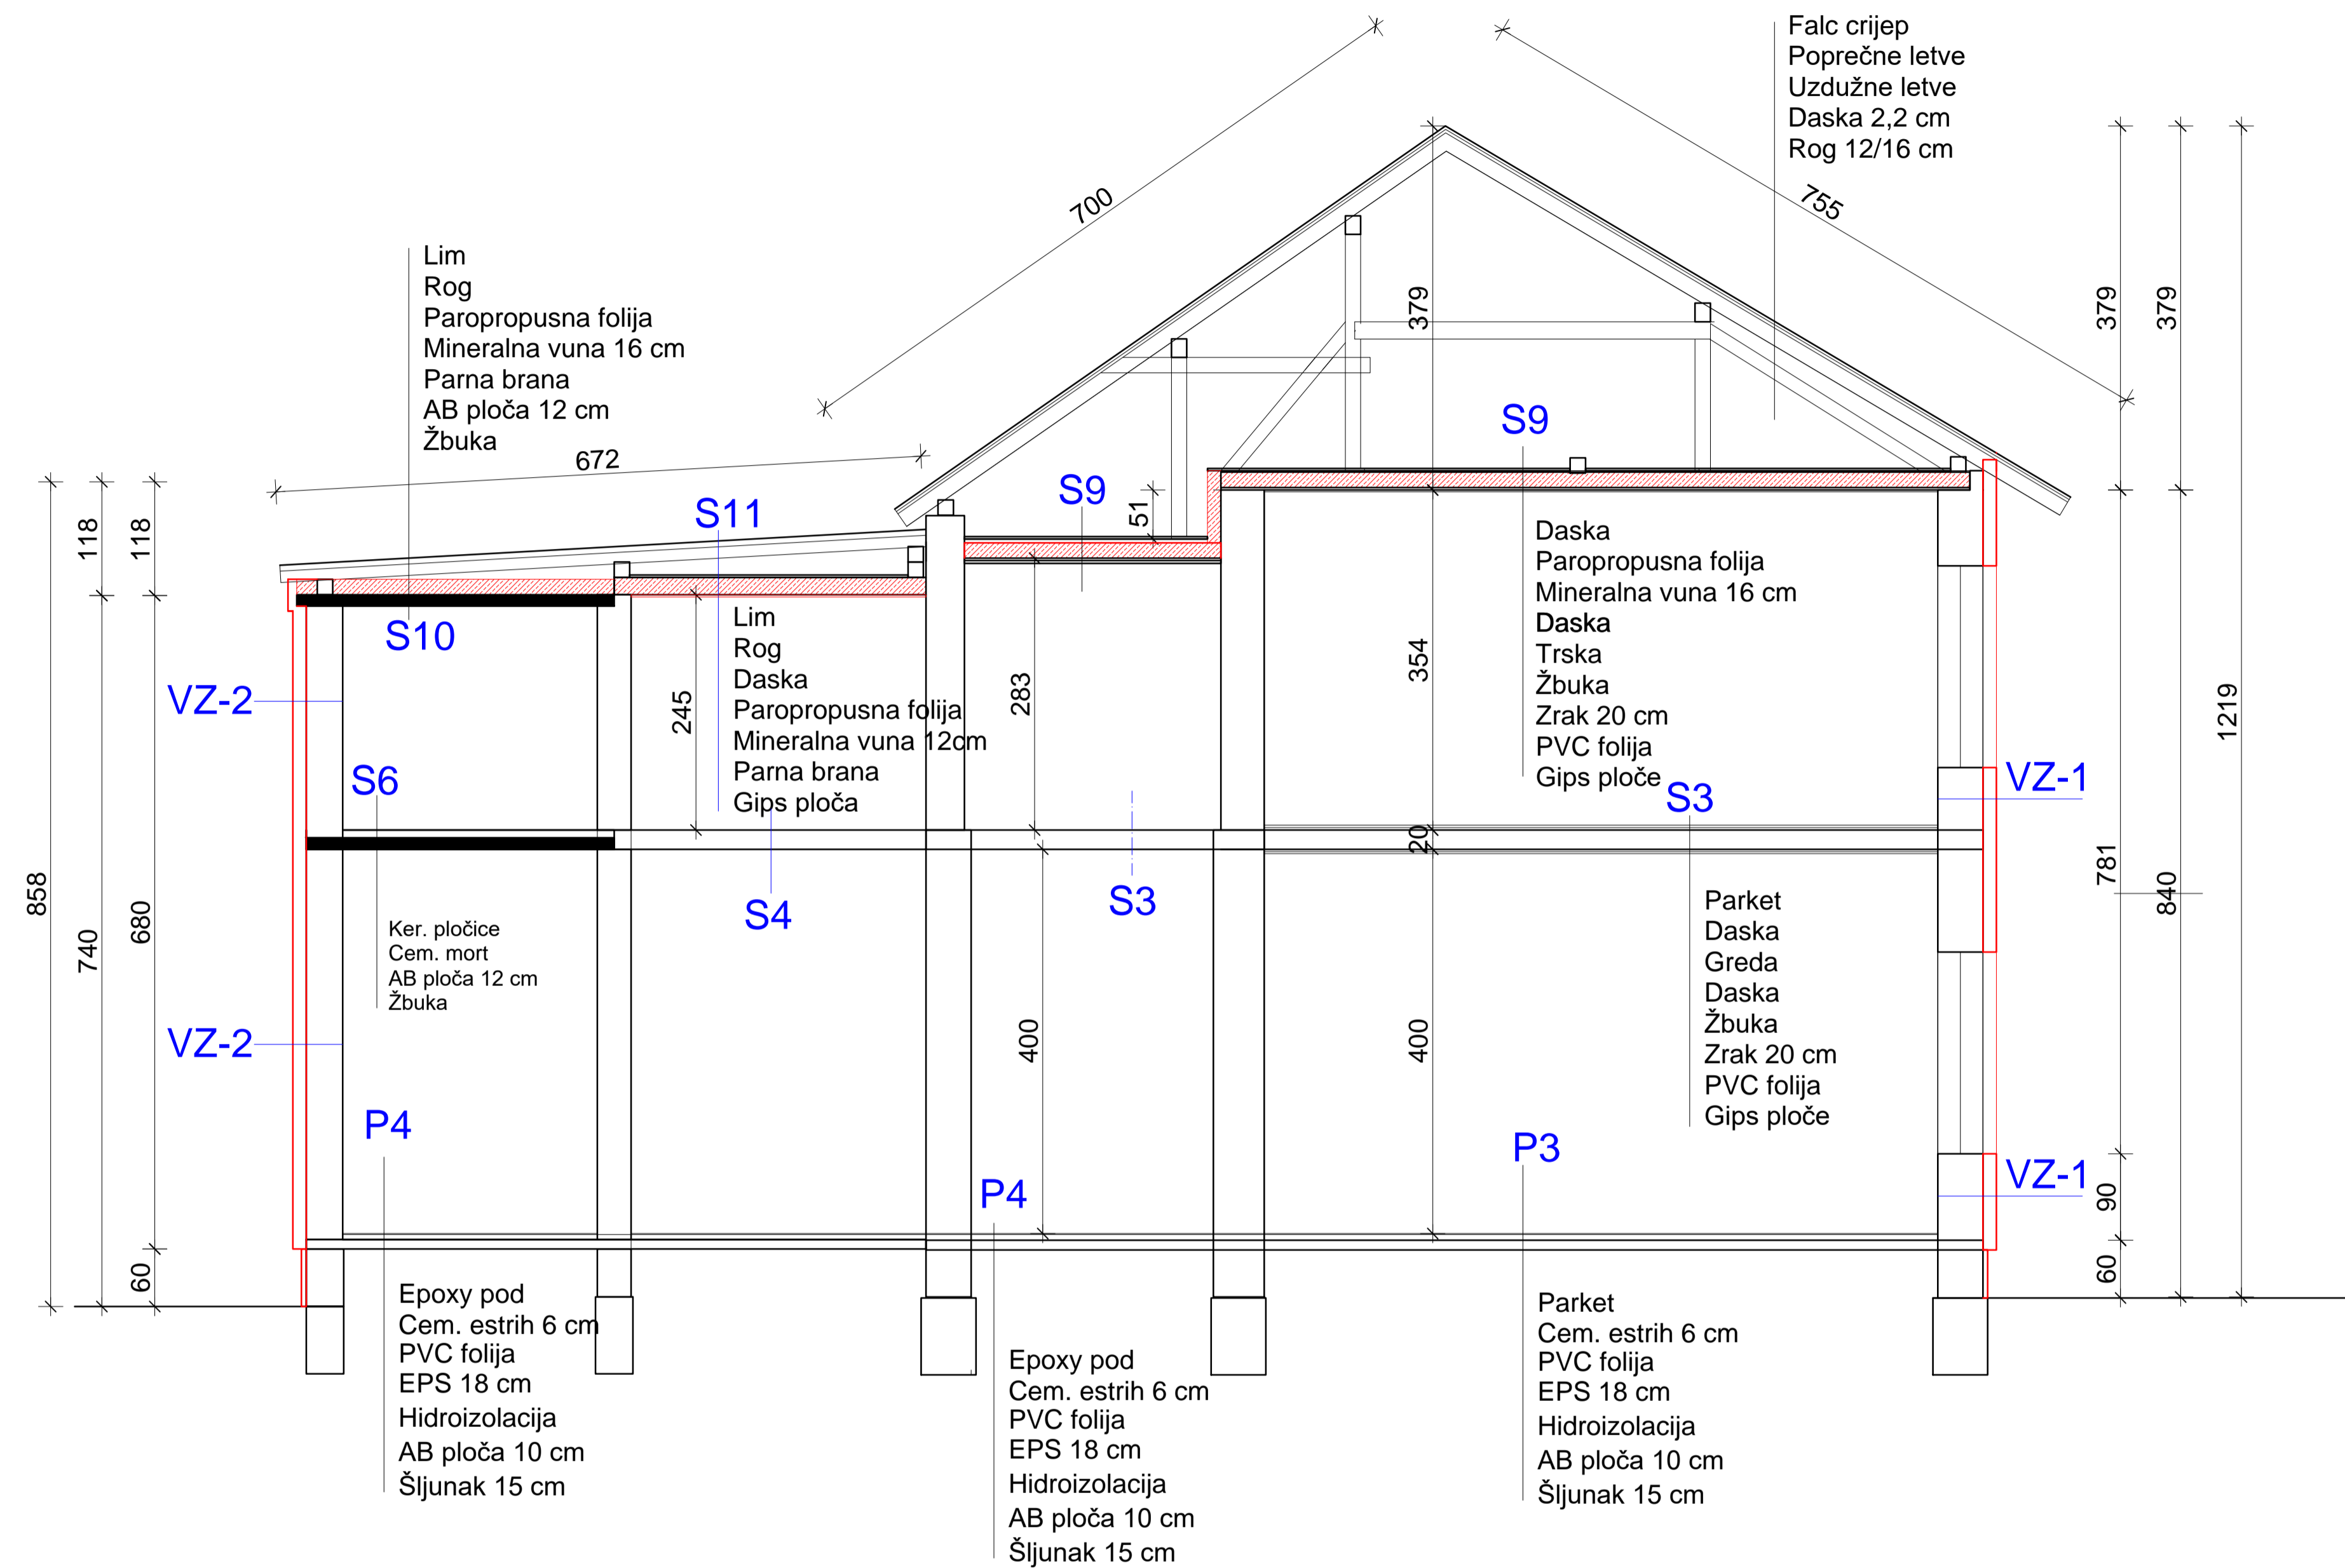 Falc crijep
Poprečne letve
Uzdužne letve
Daska 2,2 cm
Rog 12/16 cm
700
755
379
379
379
Lim
Rog
Paropropusna folija
Mineralna vuna 16 cm
Parna brana
AB ploča 12 cm
Žbuka
672
S11
S9
S9
51
118
118
Daska
Paropropusna folija
Mineralna vuna 16 cm
Daska
Trska
Žbuka
Zrak 20 cm
PVC folija
Gips ploče
S10
Lim
Rog
Daska
Paropropusna folija
Mineralna vuna 12cm
Parna brana
Gips ploča
VZ-2
245
283
354
1219
S6
S3
VZ-1
20
858
740
680
781
840
S4
S3
Ker. pločice
Cem. mort
AB ploča 12 cm
Žbuka
Parket
Daska
Greda
Daska
Žbuka
Zrak 20 cm
PVC folija
Gips ploče
VZ-2
400
400
P4
P4
P3
VZ-1
90
60
60
Epoxy pod
Cem. estrih 6 cm
PVC folija
EPS 18 cm
Hidroizolacija
AB ploča 10 cm
Šljunak 15 cm
Epoxy pod
Cem. estrih 6 cm
PVC folija
EPS 18 cm
Hidroizolacija
AB ploča 10 cm
Šljunak 15 cm
Parket
Cem. estrih 6 cm
PVC folija
EPS 18 cm
Hidroizolacija
AB ploča 10 cm
Šljunak 15 cm